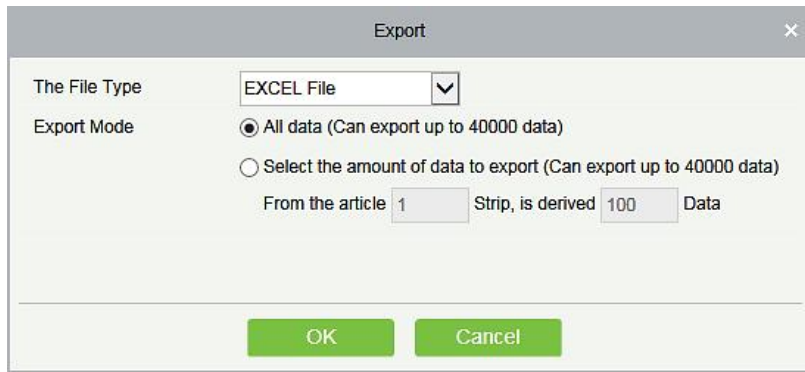 Export ×
The File Type EXCEL File
Export Mode All data (Can export up to 40000 data)
Select the amount of data to export (Can export up to 40000 data)
From the article 1 Strip, is derived 100 Data
OK Cancel